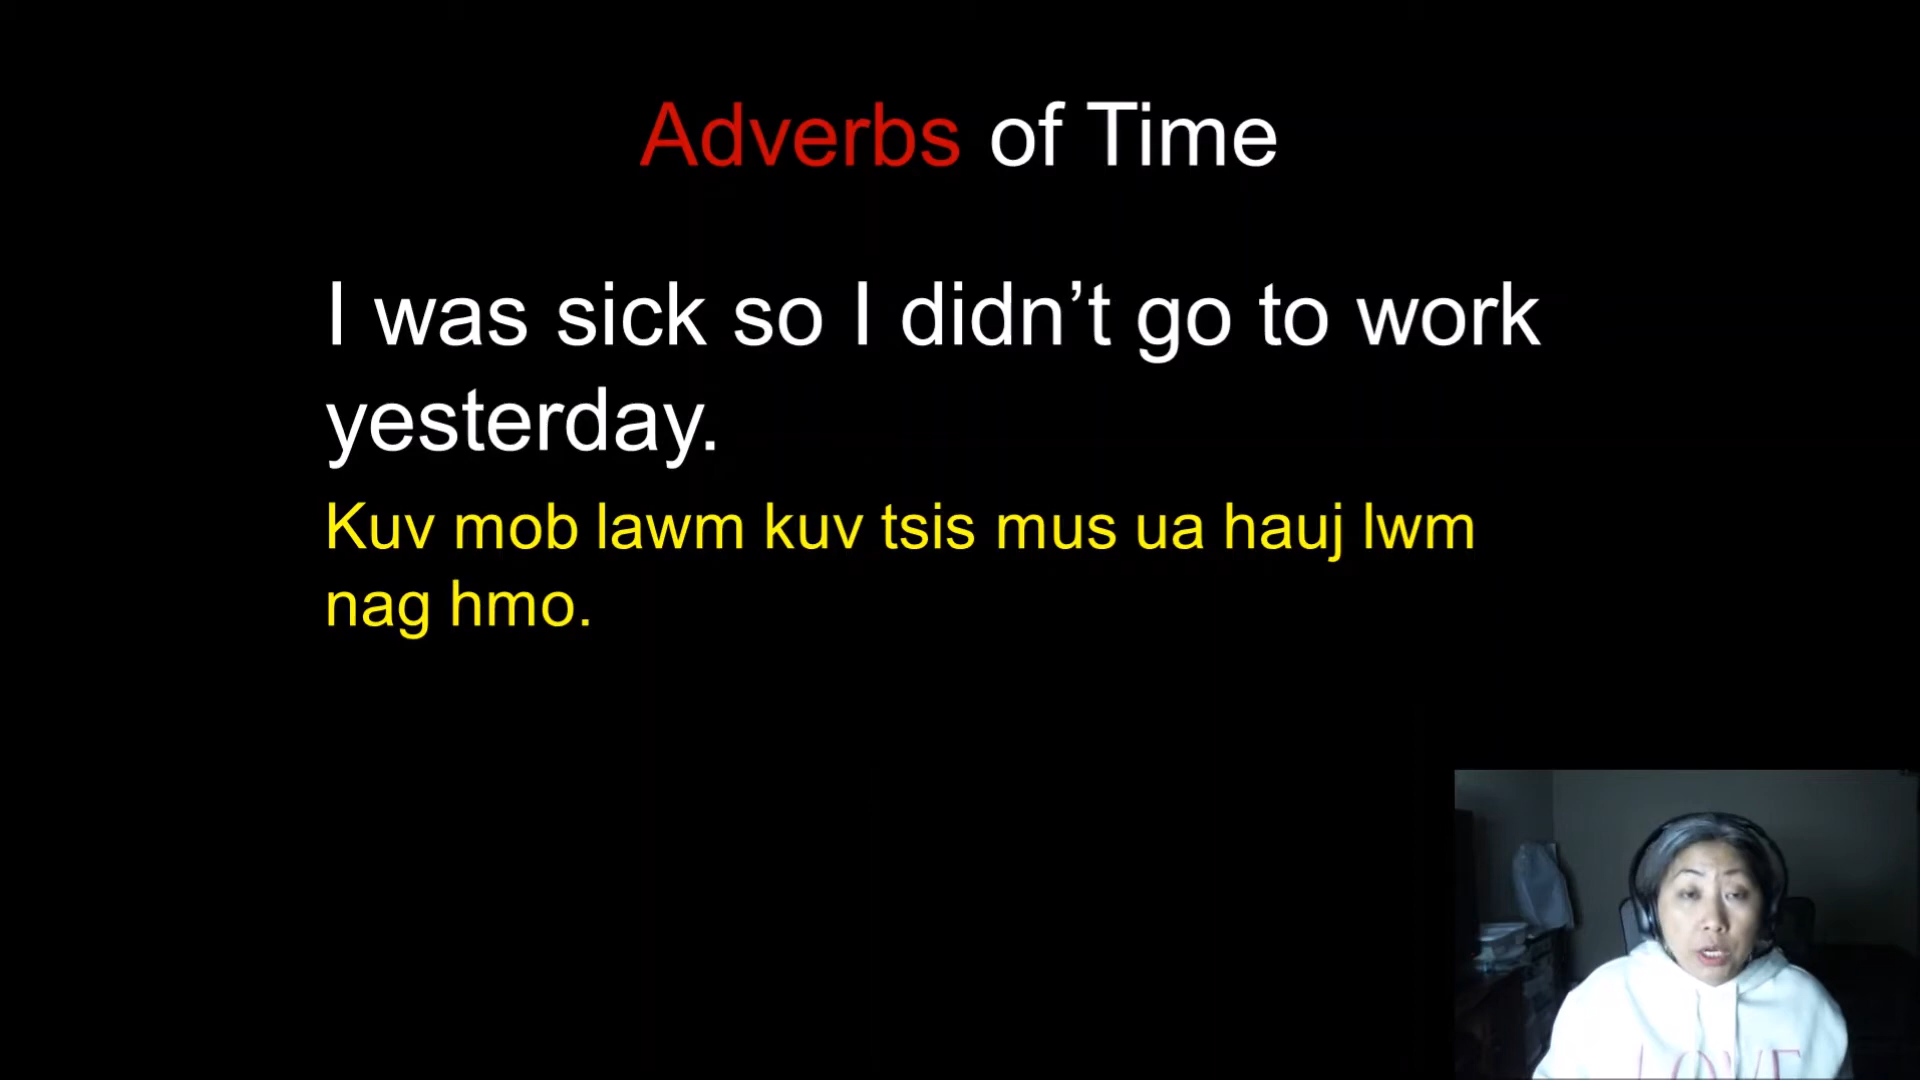 Adverbs of Time
I was sick so I didn’t go to work
yesterday.
Kuv mob lawm kuv tsis mus ua hauj lwm
nag hmo.
LOVE